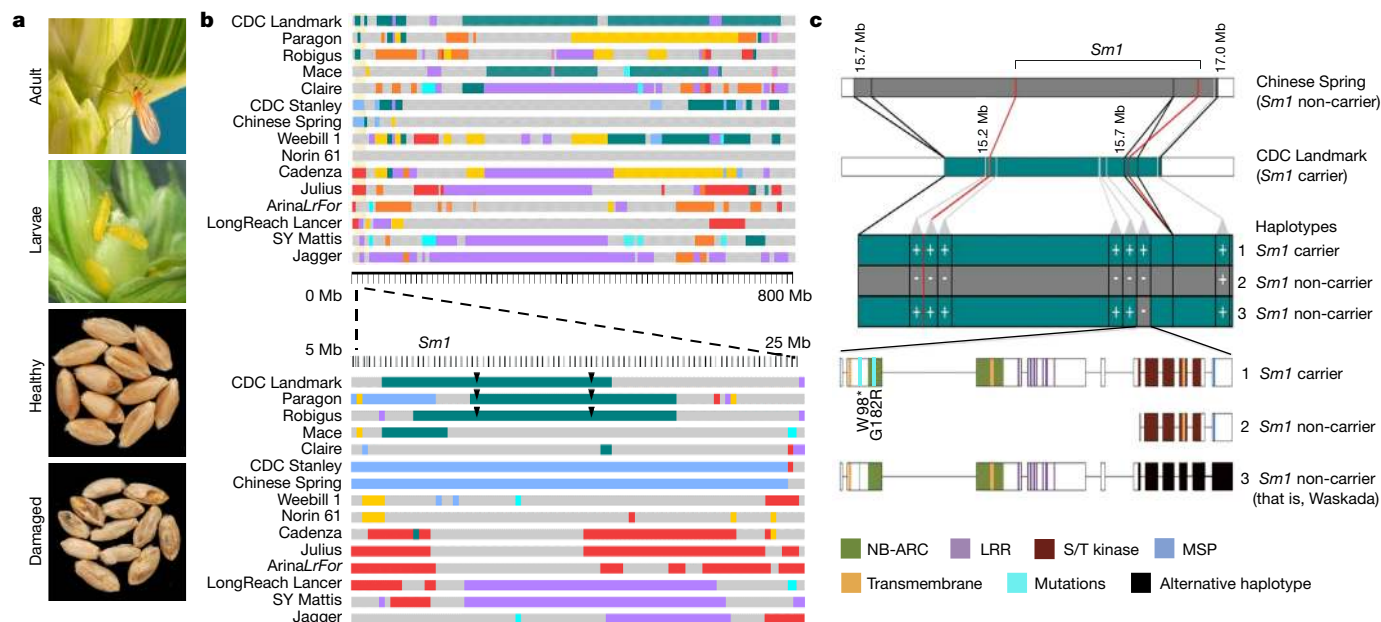 a
Adult
Larvae
Healthy
Damaged
b
CDC Landmark
Paragon
Robigus
Mace
Claire
CDC Stanley
Chinese Spring
Weebill 1
Norin 61
Cadenza
Julius
ArinaLrFor
LongReach Lancer
SY Mattis
Jagger
0 Mb
800 Mb
5 Mb
Sm1
25 Mb
CDC Landmark
Paragon
Robigus
Mace
Claire
CDC Stanley
Chinese Spring
Weebill 1
Norin 61
Cadenza
Julius
ArinaLrFor
LongReach Lancer
SY Mattis
Jagger
c
15.7 Mb
Sm1
17.0 Mb
Chinese Spring
(Sm1 non-carrier)
15.2 Mb
15.7 Mb
CDC Landmark
(Sm1 carrier)
Haplotypes
+ + + + + + +
1 Sm1 carrier
- - - - - - +
2 Sm1 non-carrier
+ + + + + - +
3 Sm1 non-carrier
W98*
G182R
1 Sm1 carrier
2 Sm1 non-carrier
3 Sm1 non-carrier
(that is, Waskada)
NB-ARC
LRR
S/T kinase
MSP
Transmembrane
Mutations
Alternative haplotype